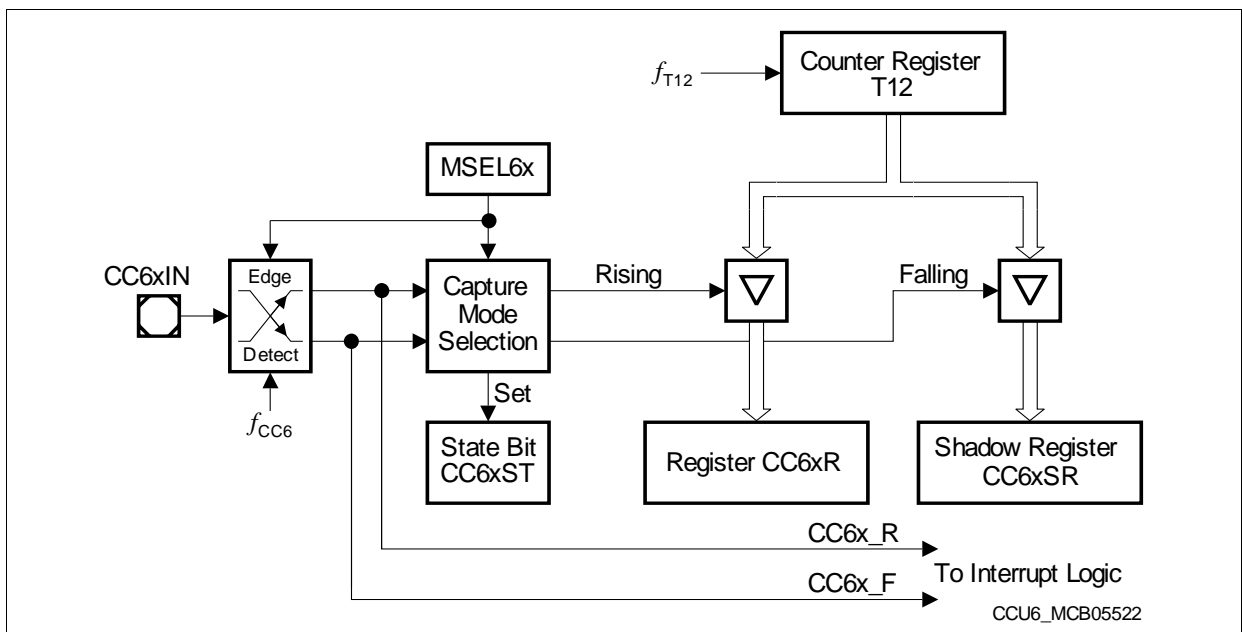 Counter Register
T12
fT12
MSEL6x
CC6xIN
Edge
Detect
Capture
Mode
Selection
Rising
Falling
fCC6
Set
State Bit
CC6xST
Register CC6xR
Shadow Register
CC6xSR
CC6x_R
CC6x_F
To Interrupt Logic
CCU6_MCB05522